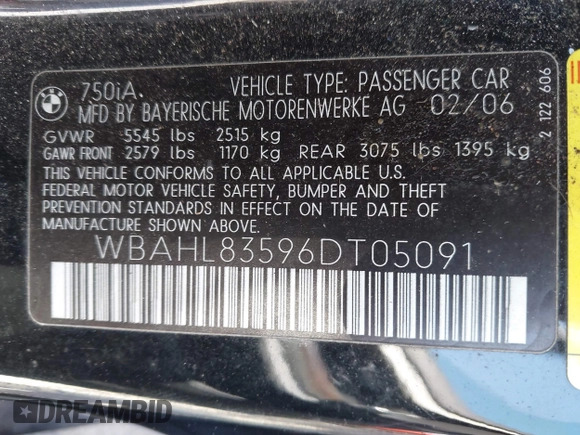 BMW
750iA
VEHICLE TYPE: PASSENGER CAR
MFD BY BAYERISCHE MOTORENWERKE AG 02/06
GVWR 5545 lbs 2515 kg
GAWR FRONT 2579 lbs 1170 kg REAR 3075 lbs 1395 kg
THIS VEHICLE CONFORMS TO ALL APPLICABLE U.S.
FEDERAL MOTOR VEHICLE SAFETY, BUMPER AND THEFT
PREVENTION STANDARDS IN EFFECT ON THE DATE OF
MANUFACTURE SHOWN ABOVE.
WBAHL83596DT05091
2 122 606
DREAMBID